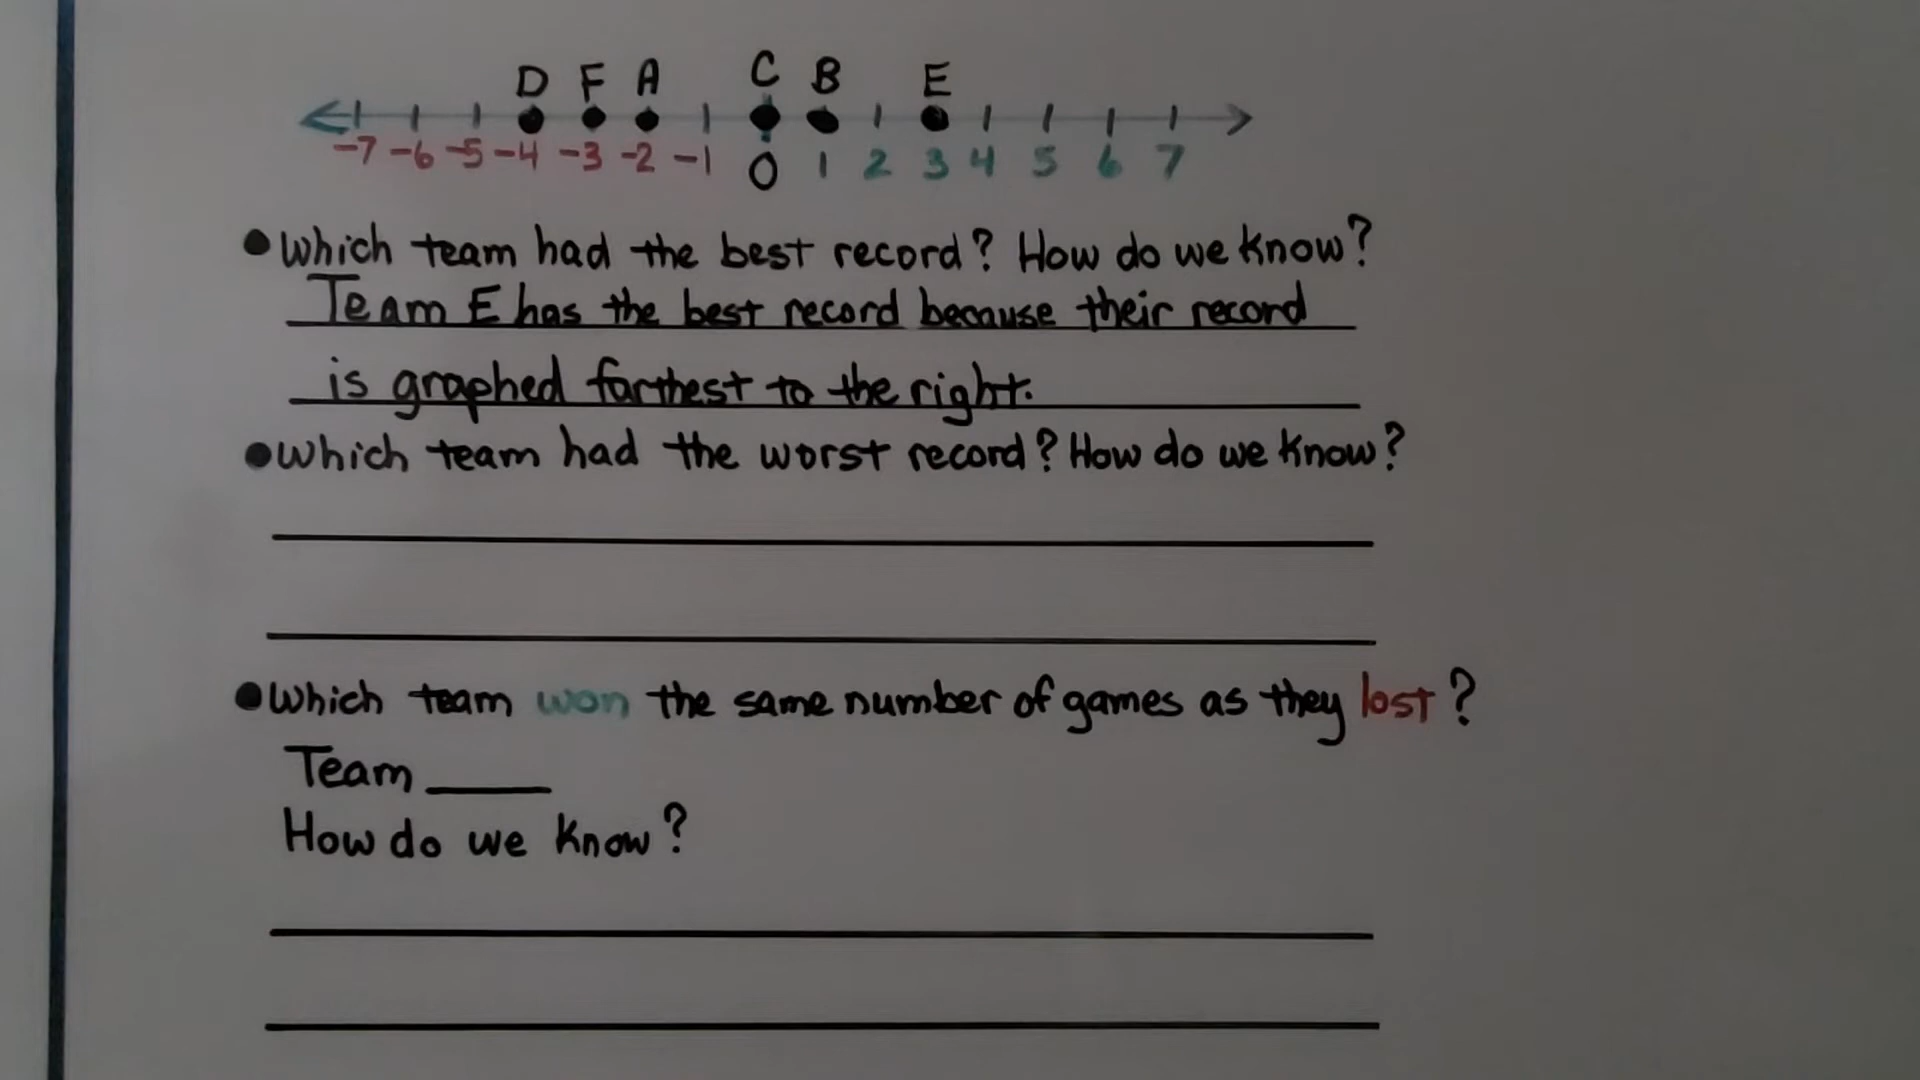 D F A C B E
-7 -6 -5 -4 -3 -2 -1 0 1 2 3 4 5 6 7
Which team had the best record? How do we know?
Team E has the best record because their record
is graphed farthest to the right.
Which team had the worst record? How do we know?
Which team won the same number of games as they lost?
Team
How do we know?